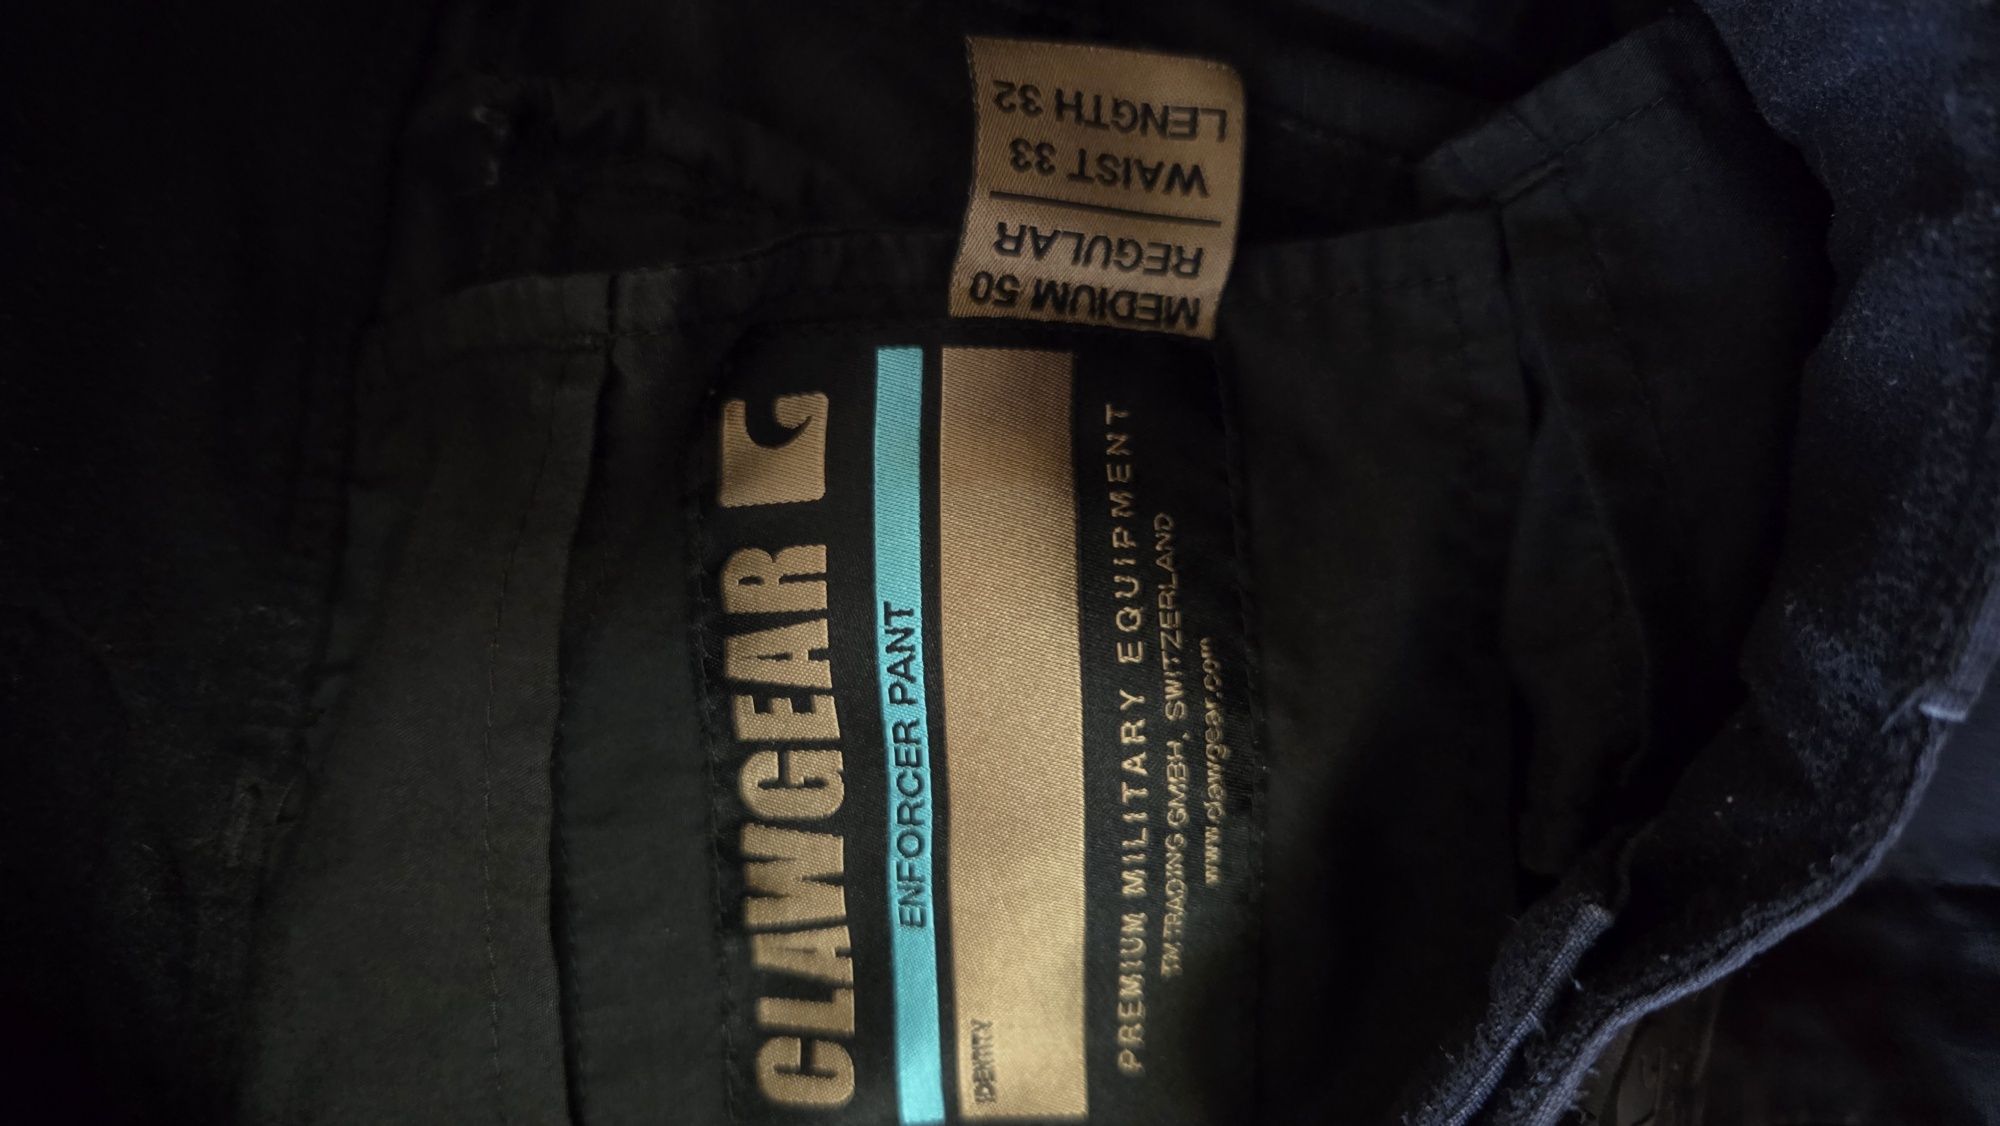 CLAWGEAR
ENFORCER PANT
IDENTITY
PREMIUM MILITARY EQUIPMENT
TM TRADING GMBH, SWITZERLAND
www.clawgear.com
MEDIUM 50
REGULAR
WAIST 33
LENGTH 32